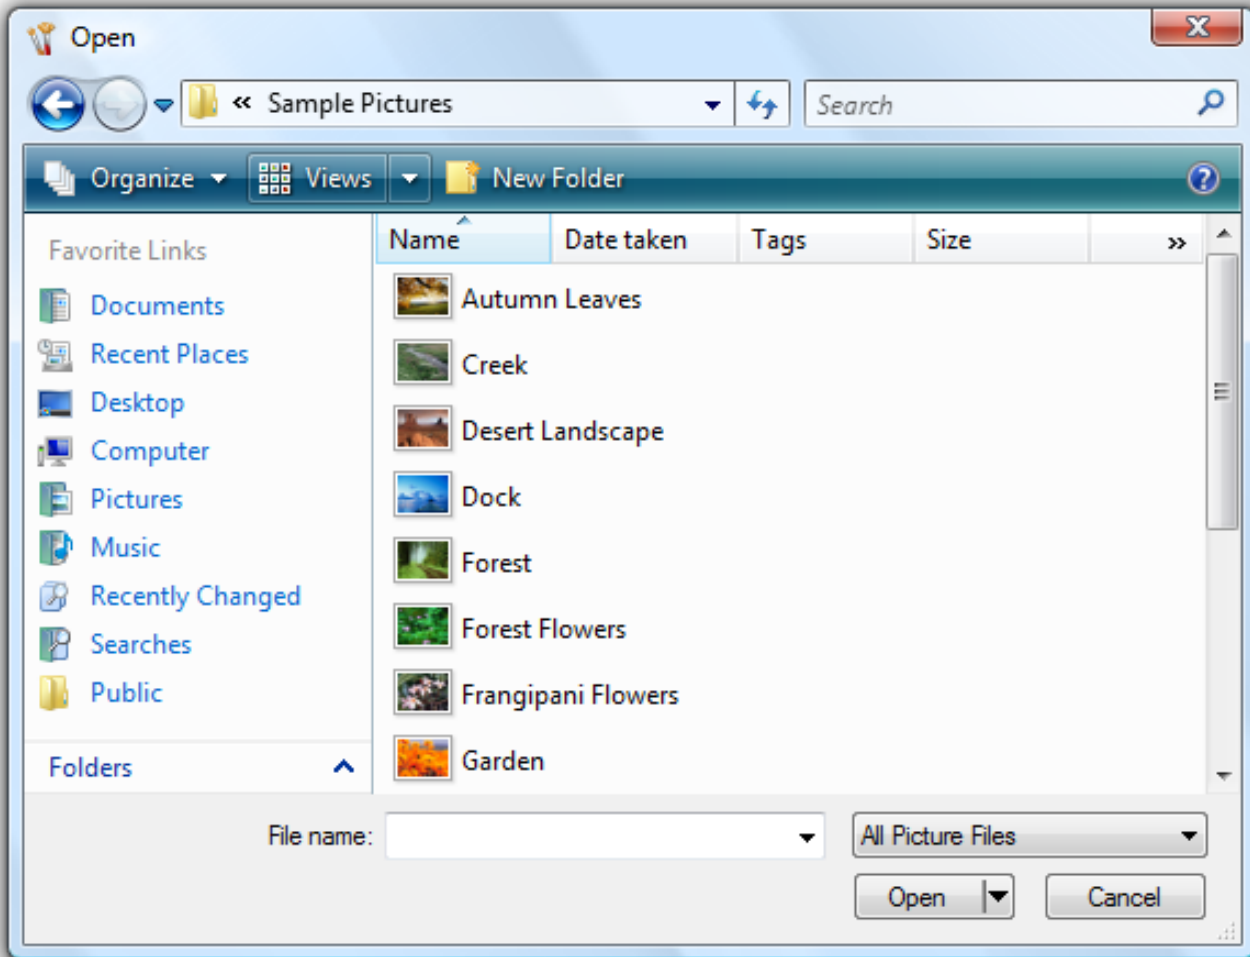 Open
« Sample Pictures
Search
Organize Views New Folder
Favorite Links
Documents
Recent Places
Desktop
Computer
Pictures
Music
Recently Changed
Searches
Public
Folders
Name Date taken Tags Size »
Autumn Leaves
Creek
Desert Landscape
Dock
Forest
Forest Flowers
Frangipani Flowers
Garden
File name: All Picture Files
Open Cancel